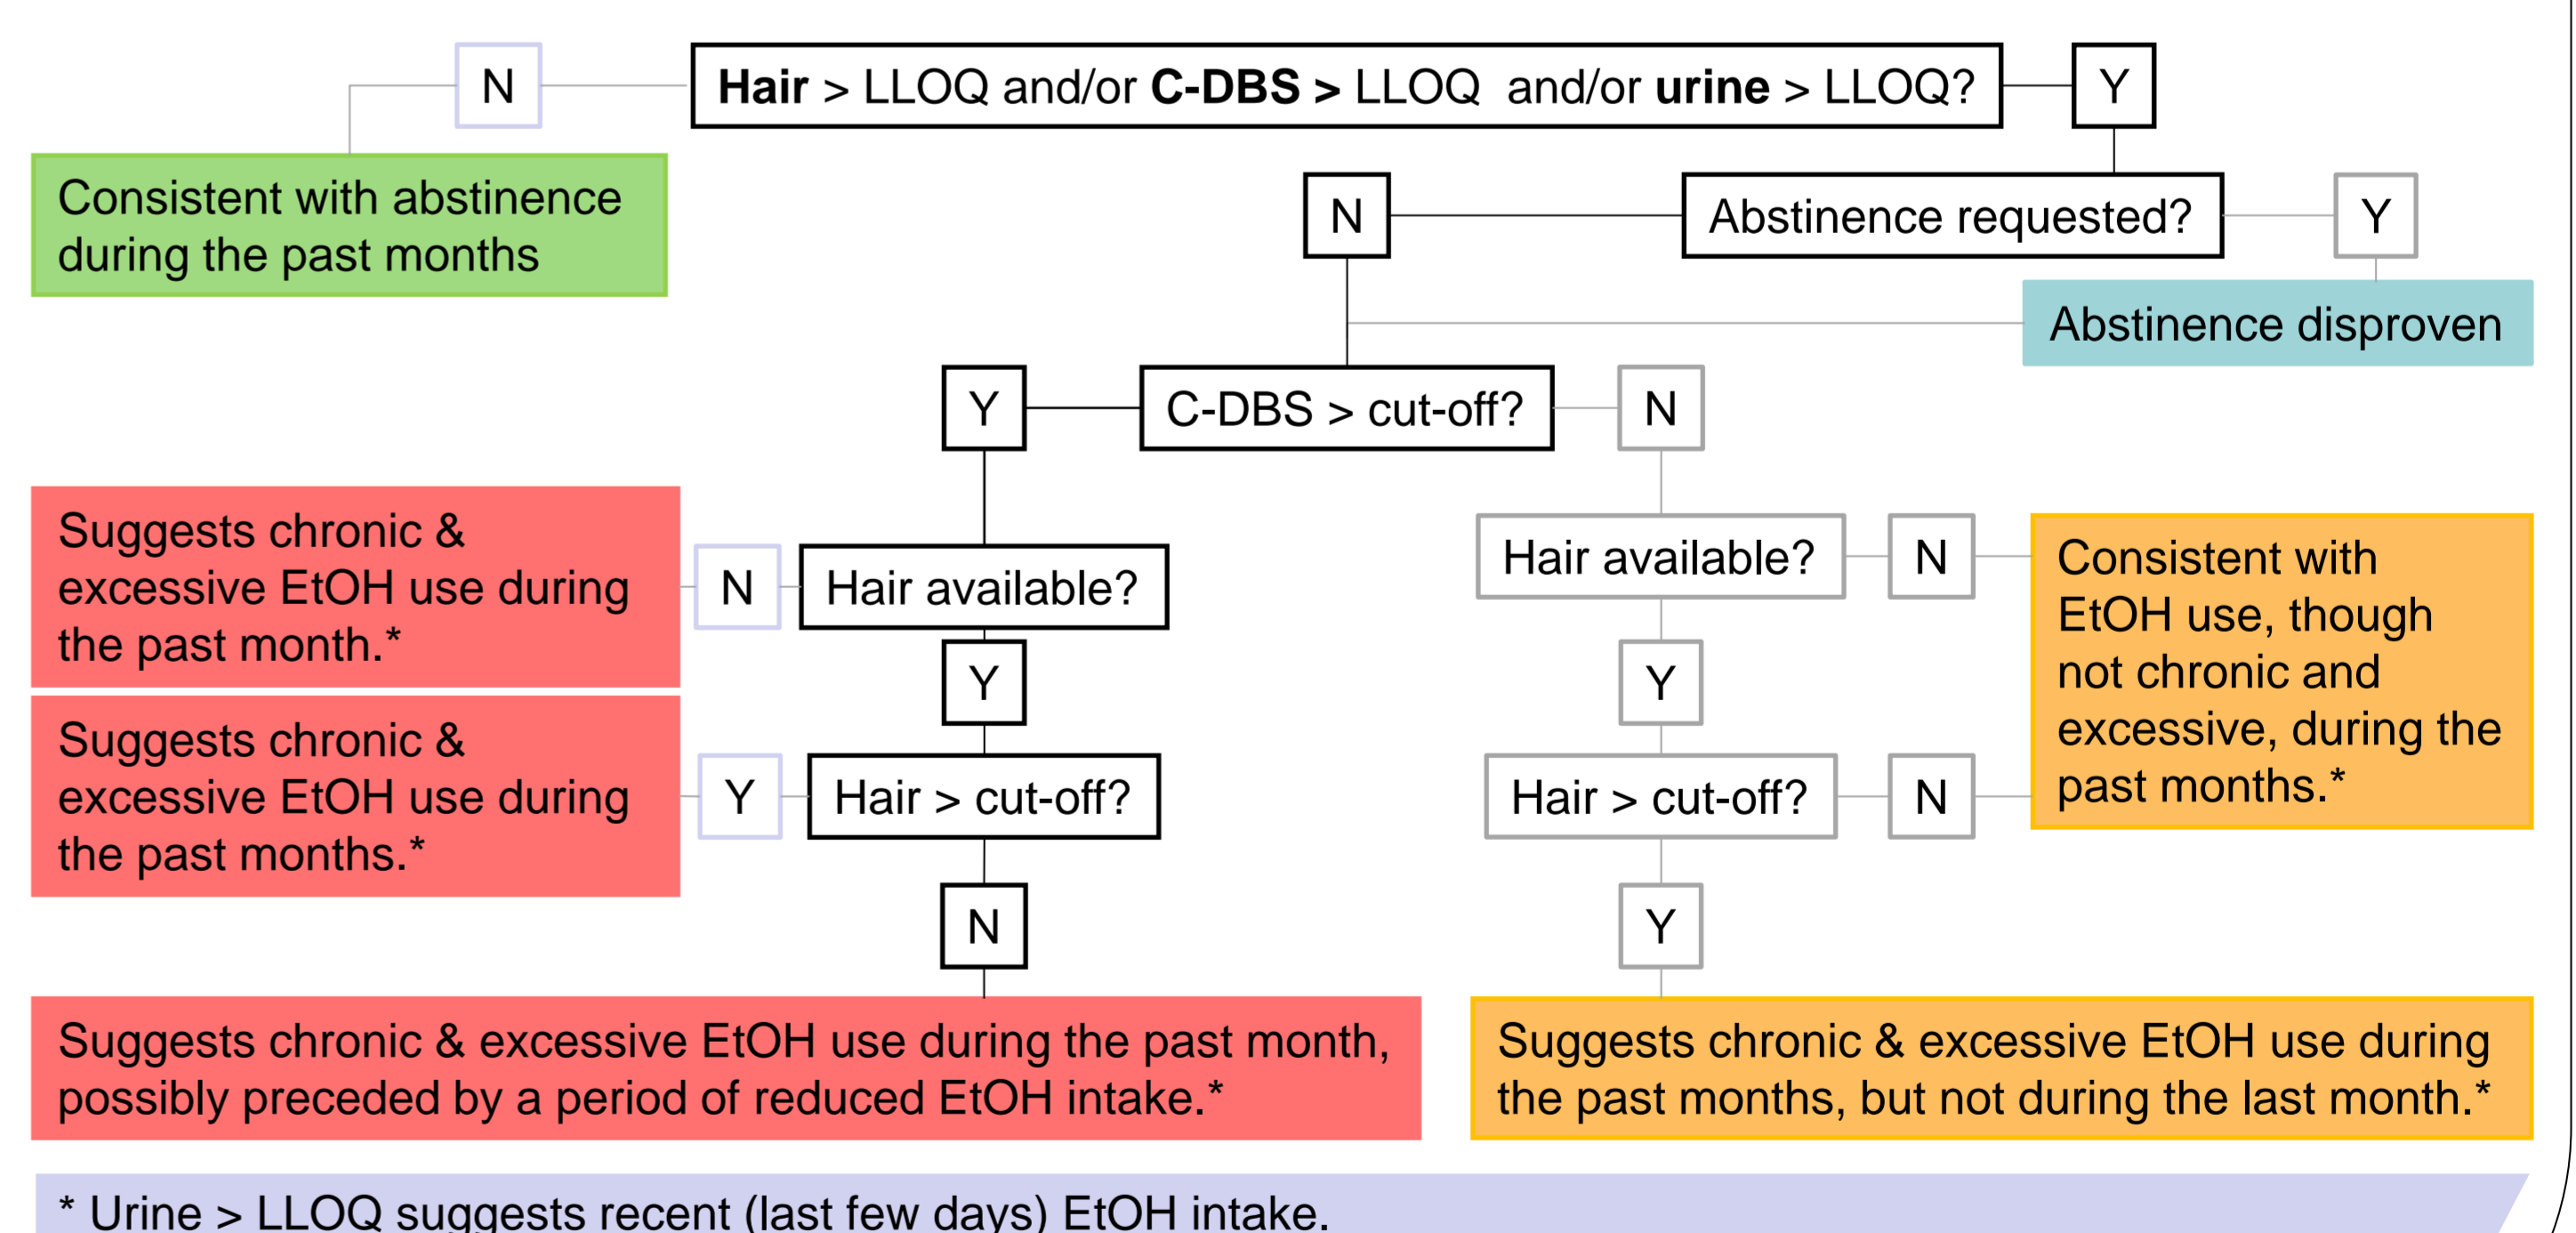 N
Hair > LLOQ and/or C-DBS > LLOQ and/or urine > LLOQ?
Y
Consistent with abstinence
during the past months
N
Abstinence requested?
Y
Abstinence disproven
Y
C-DBS > cut-off?
N
Suggests chronic &
excessive EtOH use during
the past month.*
N
Hair available?
Hair available?
N
Consistent with
EtOH use, though
not chronic and
excessive, during the
past months.*
Y
Y
Suggests chronic &
excessive EtOH use during
the past months.*
Y
Hair > cut-off?
Hair > cut-off?
N
N
Y
Suggests chronic & excessive EtOH use during the past month,
possibly preceded by a period of reduced EtOH intake.*
Suggests chronic & excessive EtOH use during
the past months, but not during the last month.*
* Urine > LLOQ suggests recent (last few days) EtOH intake.